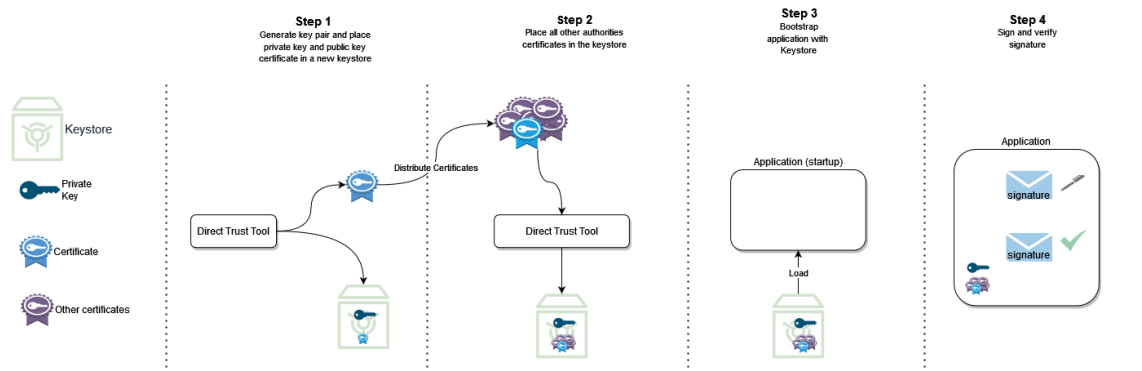 Step 1
Generate key pair and place
private key and public key
certificate in a new keystore
Step 2
Place all other authorities
certificates in the keystore
Step 3
Bootstrap
application with
Keystore
Step 4
Sign and verify
signature
Keystore
Private
Key
Certificate
Other certificates
Direct Trust Tool
Distribute Certificates
Direct Trust Tool
Application (startup)
Load
Application
signature
signature